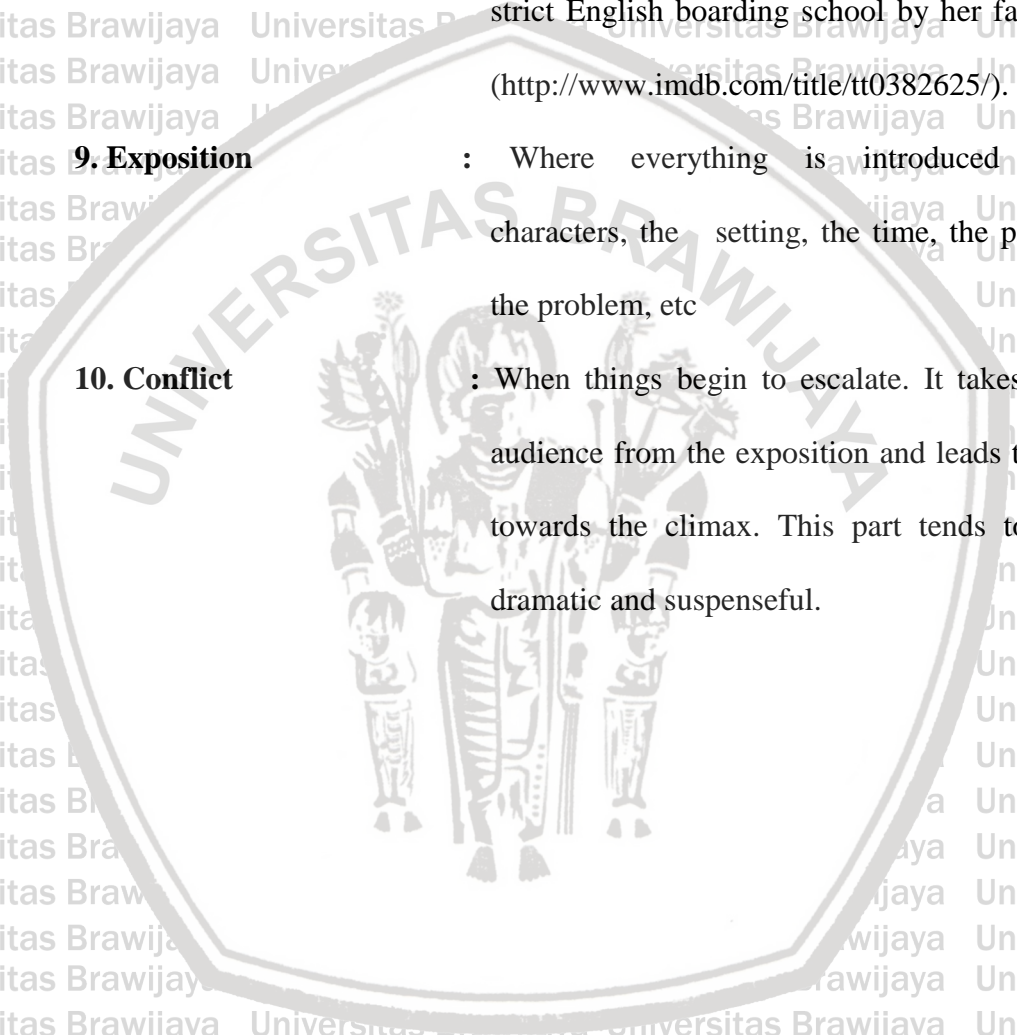 strict English boarding school by her fa
(http://www.imdb.com/title/tt0382625/).
9. Exposition : Where everything is introduced
characters, the setting, the time, the p
the problem, etc
10. Conflict : When things begin to escalate. It takes
audience from the exposition and leads t
towards the climax. This part tends to
dramatic and suspenseful.
UNIVERSITAS BRAWIJAYA